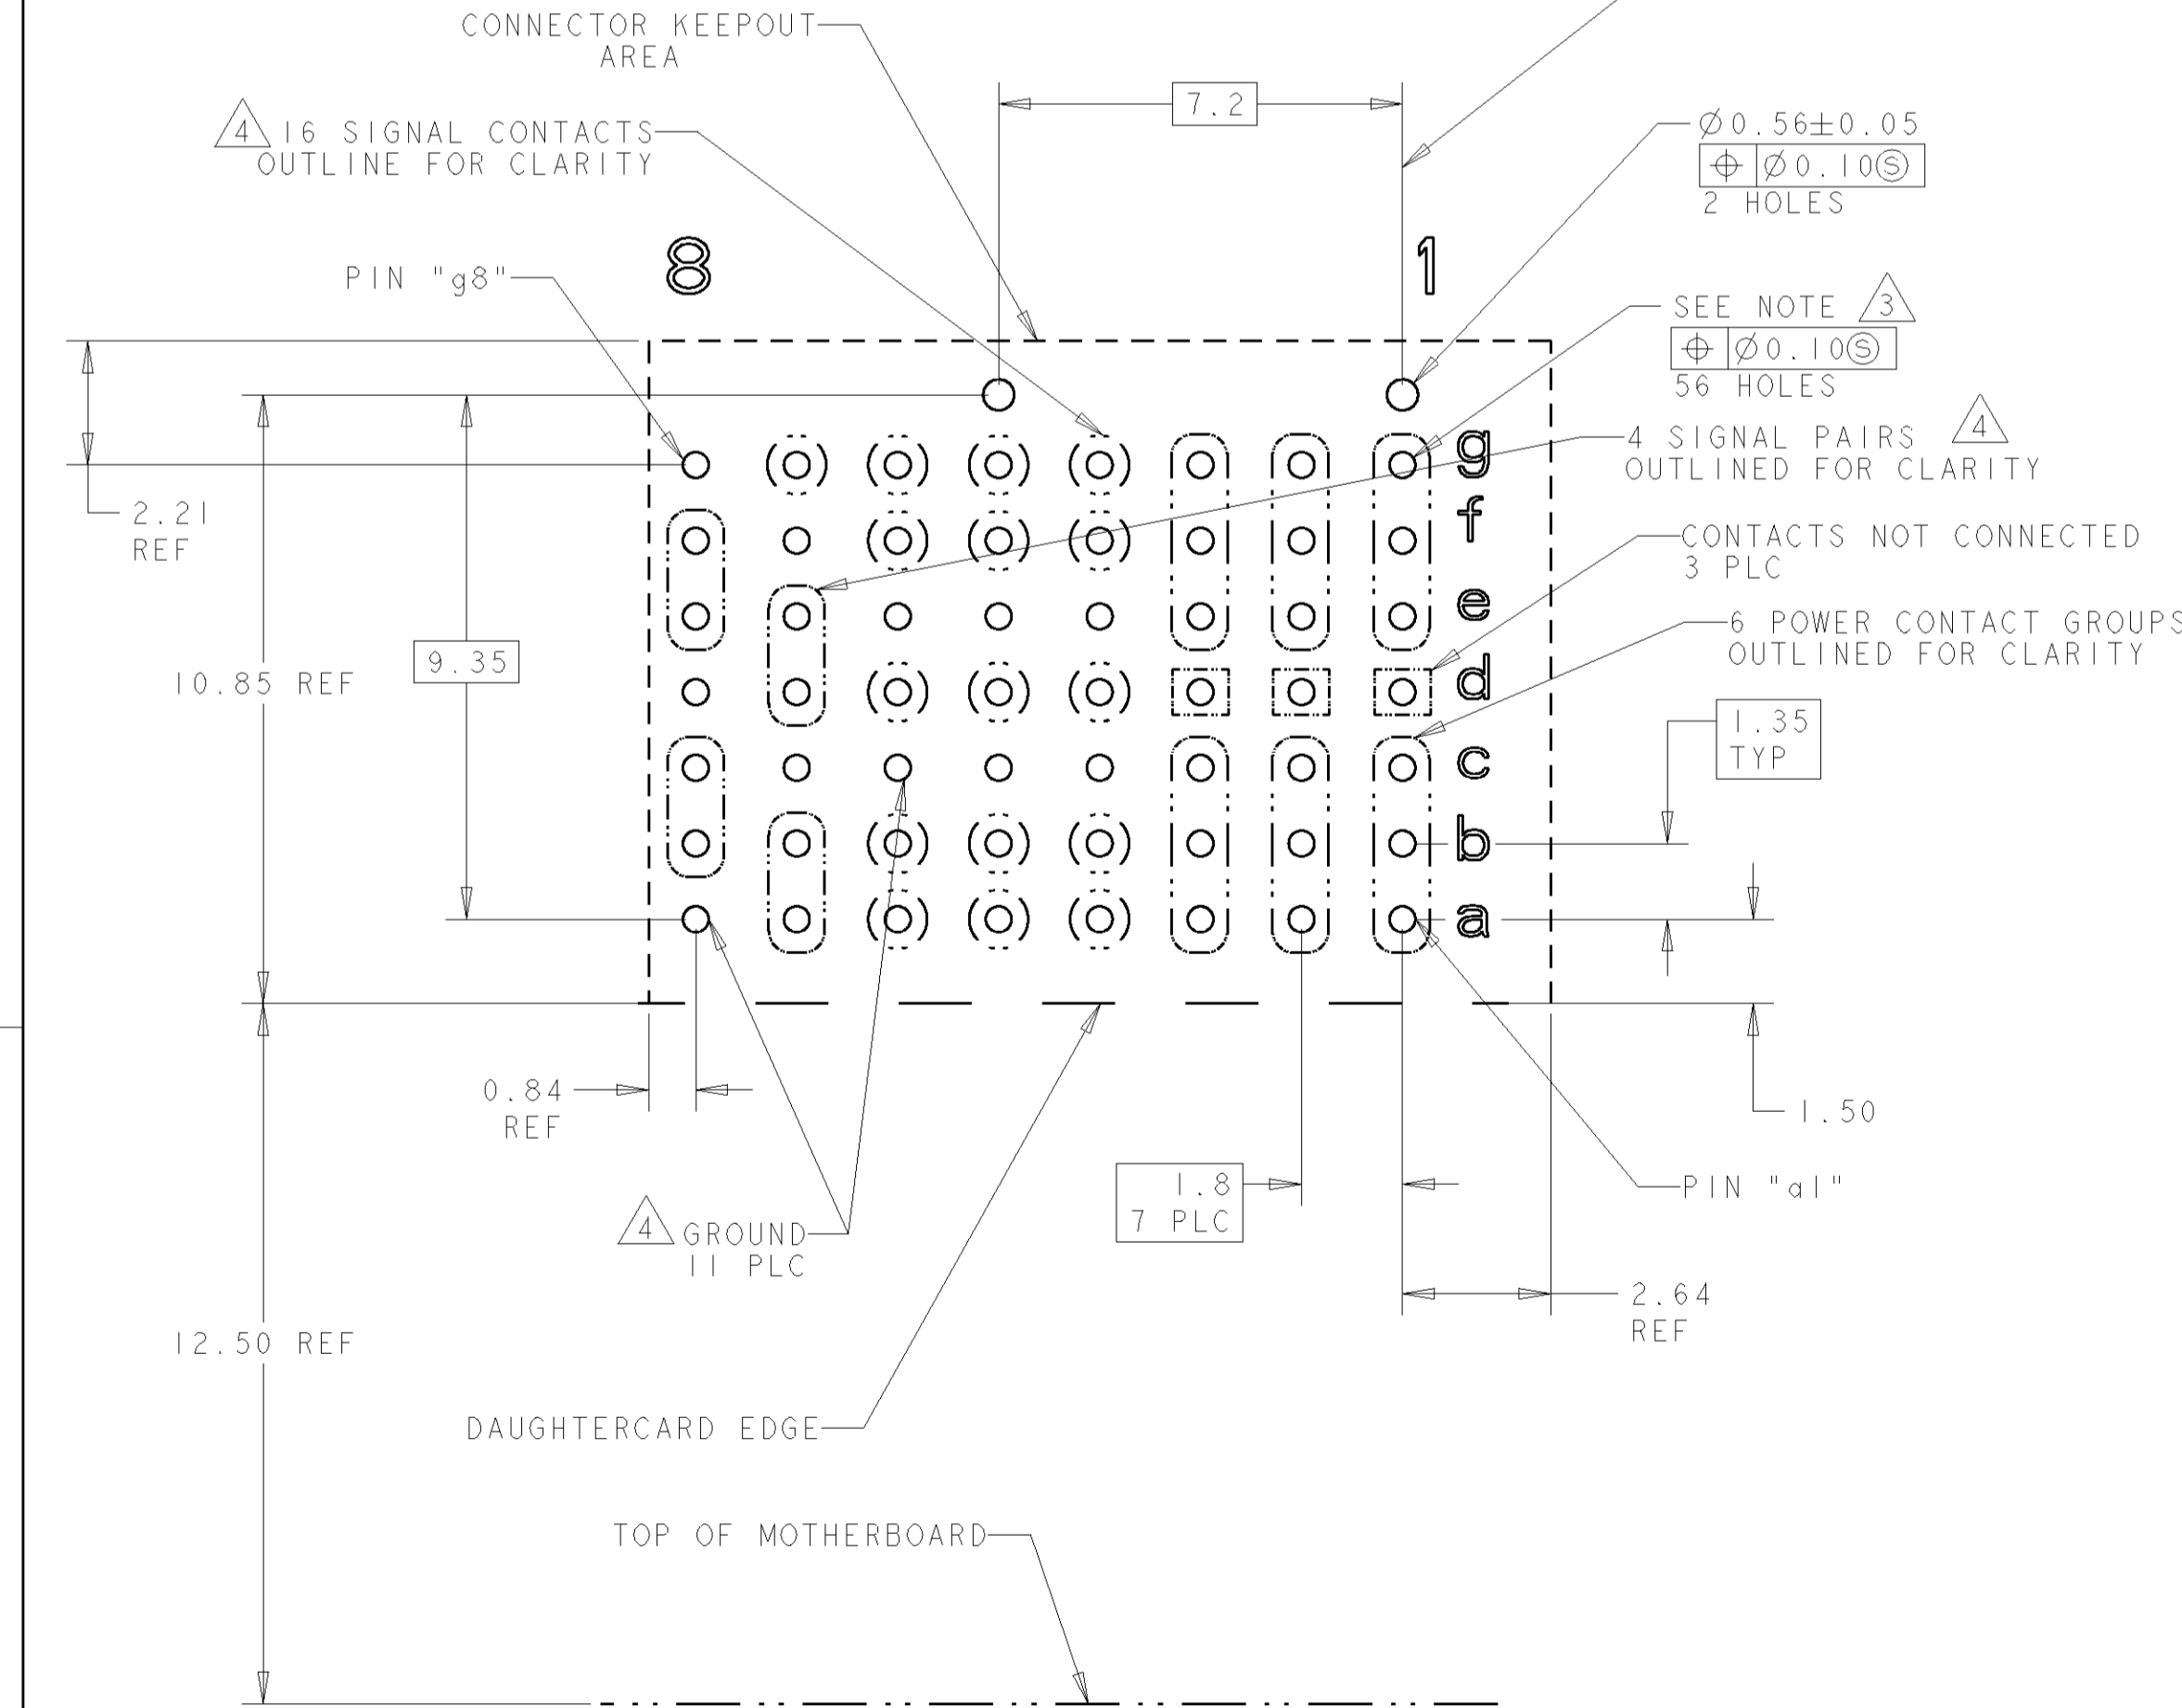 CONNECTOR KEEPOUT
AREA
7.2
4 16 SIGNAL CONTACTS
OUTLINE FOR CLARITY
Ø0.56±0.05
⌖ Ø0.10Ⓢ
2 HOLES
8
1
PIN "g8"
SEE NOTE 3
⌖ Ø0.10Ⓢ
56 HOLES
4 SIGNAL PAIRS 4
OUTLINED FOR CLARITY
g
2.21
REF
f
CONTACTS NOT CONNECTED
3 PLC
e
6 POWER CONTACT GROUPS
OUTLINED FOR CLARITY
9.35
10.85 REF
d
1.35
TYP
c
b
a
0.84
REF
1.50
1.8
7 PLC
PIN "a1"
4 GROUND
11 PLC
2.64
REF
12.50 REF
DAUGHTERCARD EDGE
TOP OF MOTHERBOARD